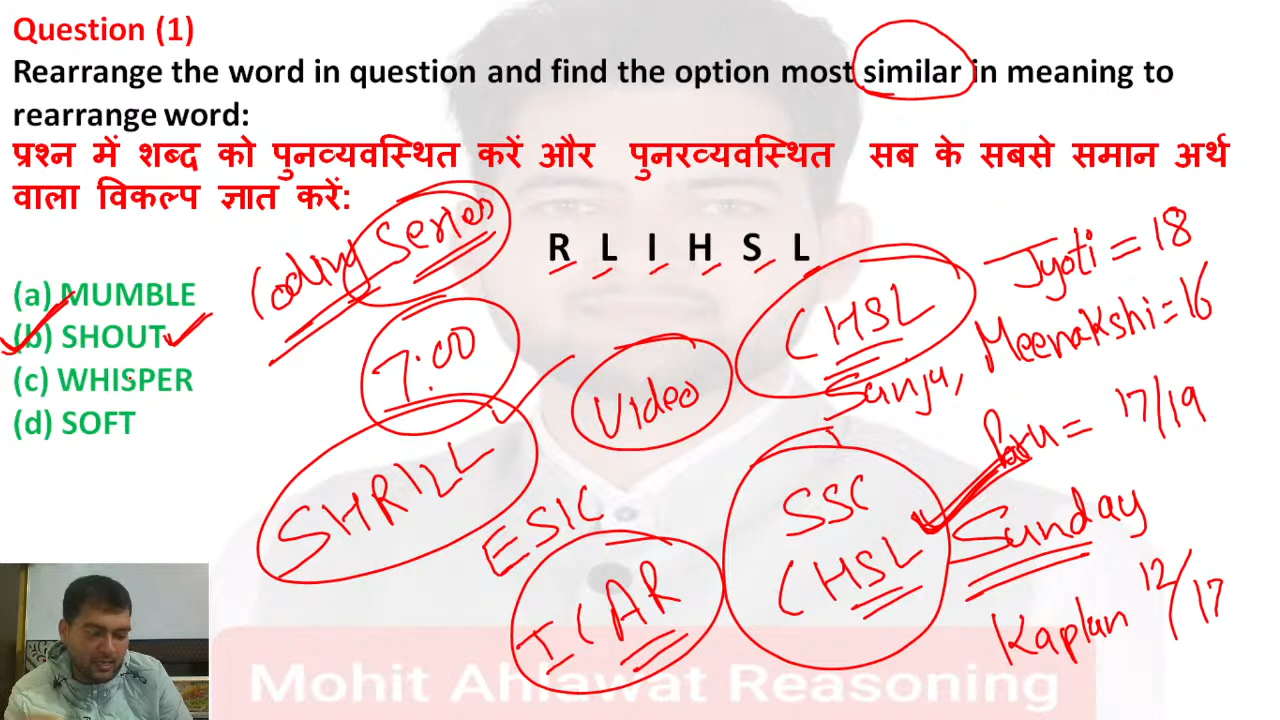 Question (1)
Rearrange the word in question and find the option most similar in meaning to
rearrange word:
प्रश्न में शब्द को पुनव्यवस्थित करें और पुनरव्यवस्थित सब के सबसे समान अर्थ
वाला विकल्प ज्ञात करें:
R L I H S L
(a) MUMBLE
(b) SHOUT
(c) WHISPER
(d) SOFT
Coding Series
7:00
Video
CHSL
Jyoti = 18
Sanju, Meenakshi = 16
Paru = 17/19
SHRILL
ESIC
ICAR
SSC
CHSL
Sunday
Kaplan 12/17
Mohit Ahlawat Reasoning